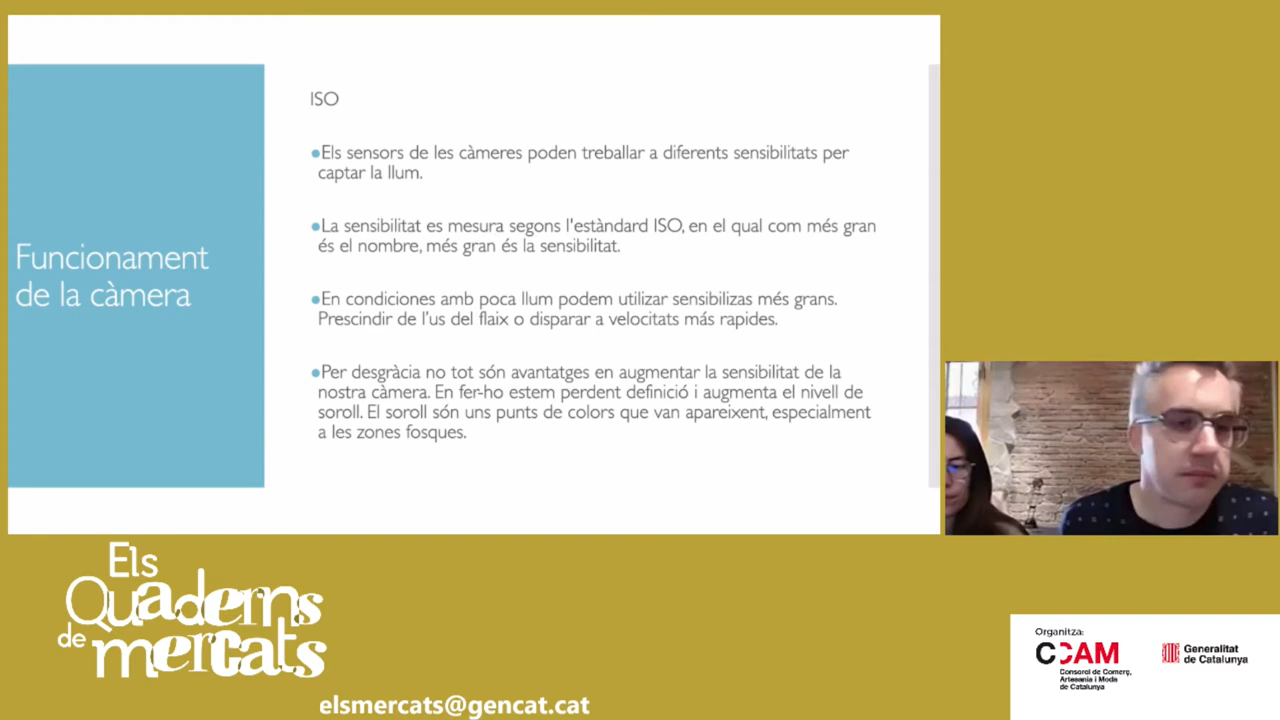 Funcionament
de la càmera
ISO
•Els sensors de les càmeres poden treballar a diferents sensibilitats per
captar la llum.
•La sensibilitat es mesura segons l'estàndard ISO, en el qual com més gran
és el nombre, més gran és la sensibilitat.
•En condiciones amb poca llum podem utilizar sensibilizas més grans.
Prescindir de l'us del flaix o disparar a velocitats más rapides.
•Per desgràcia no tot són avantatges en augmentar la sensibilitat de la
nostra càmera. En fer-ho estem perdent definició i augmenta el nivell de
soroll. El soroll són uns punts de colors que van apareixent, especialment
a les zones fosques.
Els
Quaderns
de mercats
elsmercats@gencat.cat
Organitza:
CCAM
Consorci de Comerç,
Artesania i Moda
de Catalunya
Generalitat
de Catalunya